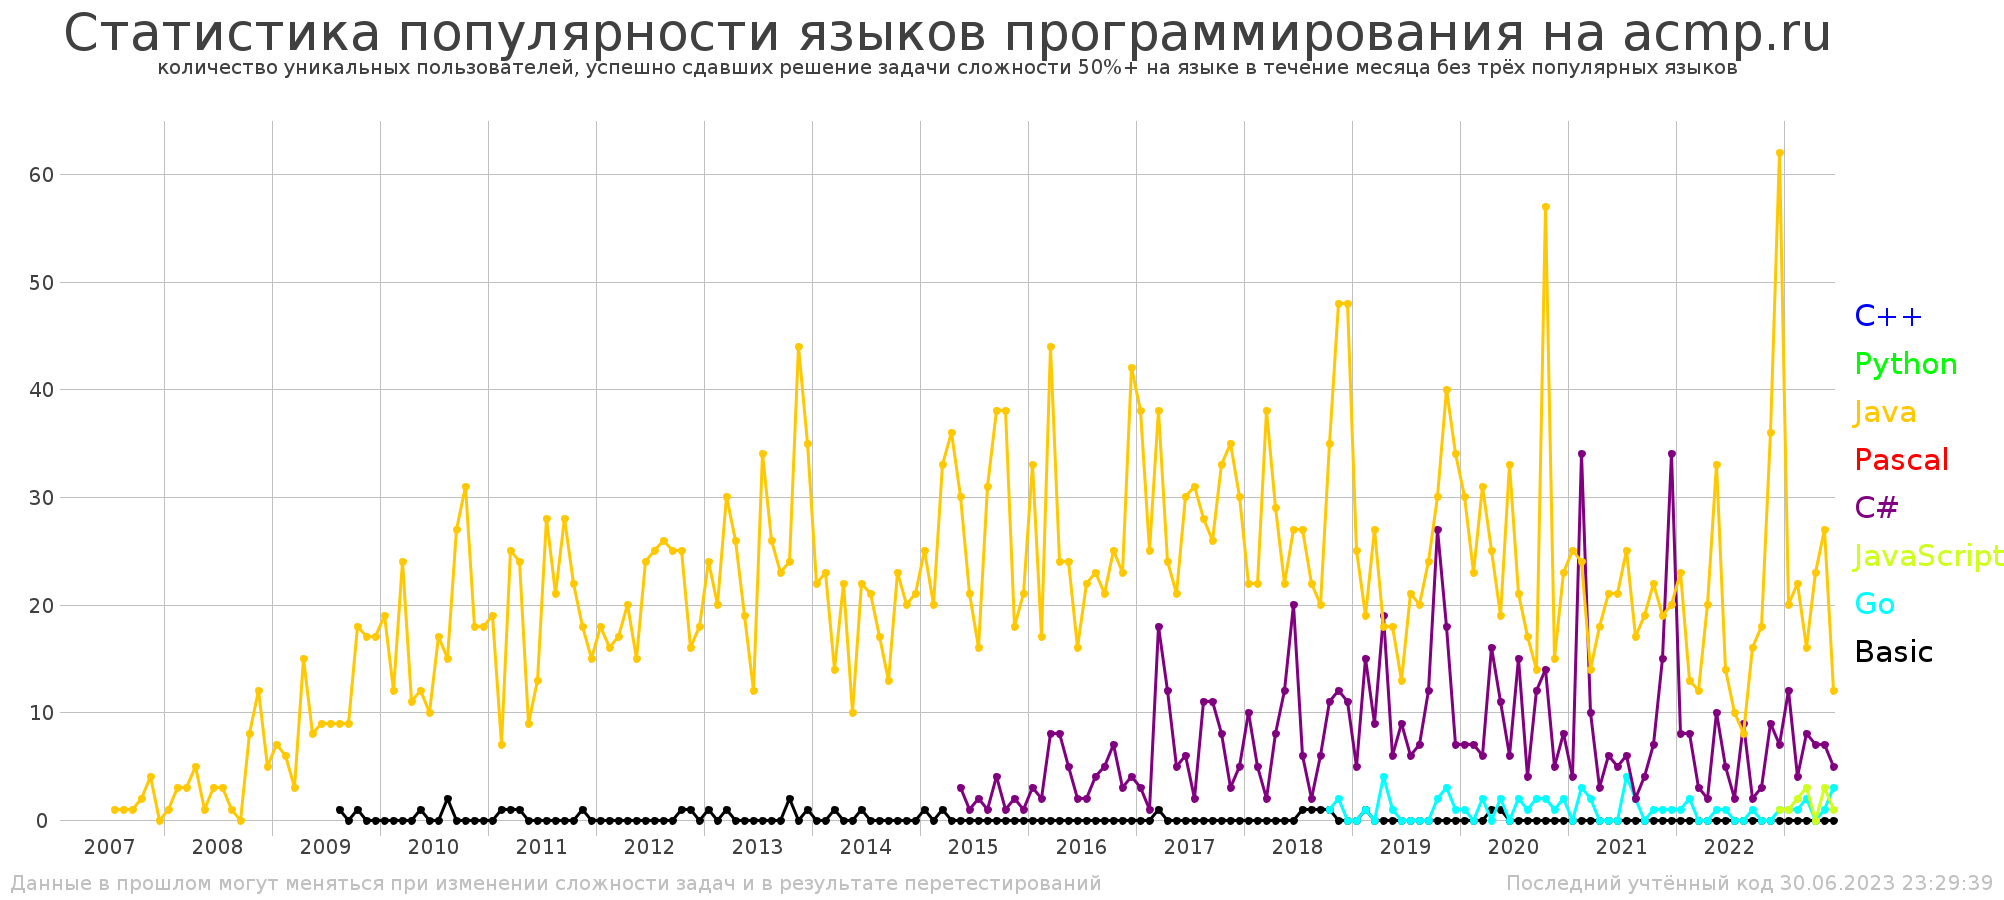 Статистика популярности языков программирования на acmp.ru
количество уникальных пользователей, успешно сдавших решение задачи сложности 50%+ на языке в течение месяца без трёх популярных языков
60
50
40
30
20
10
0
C++
Python
Java
Pascal
C#
JavaScript
Go
Basic
2007 2008 2009 2010 2011 2012 2013 2014 2015 2016 2017 2018 2019 2020 2021 2022
Данные в прошлом могут меняться при изменении сложности задач и в результате перетестирований
Последний учтённый код 30.06.2023 23:29:39